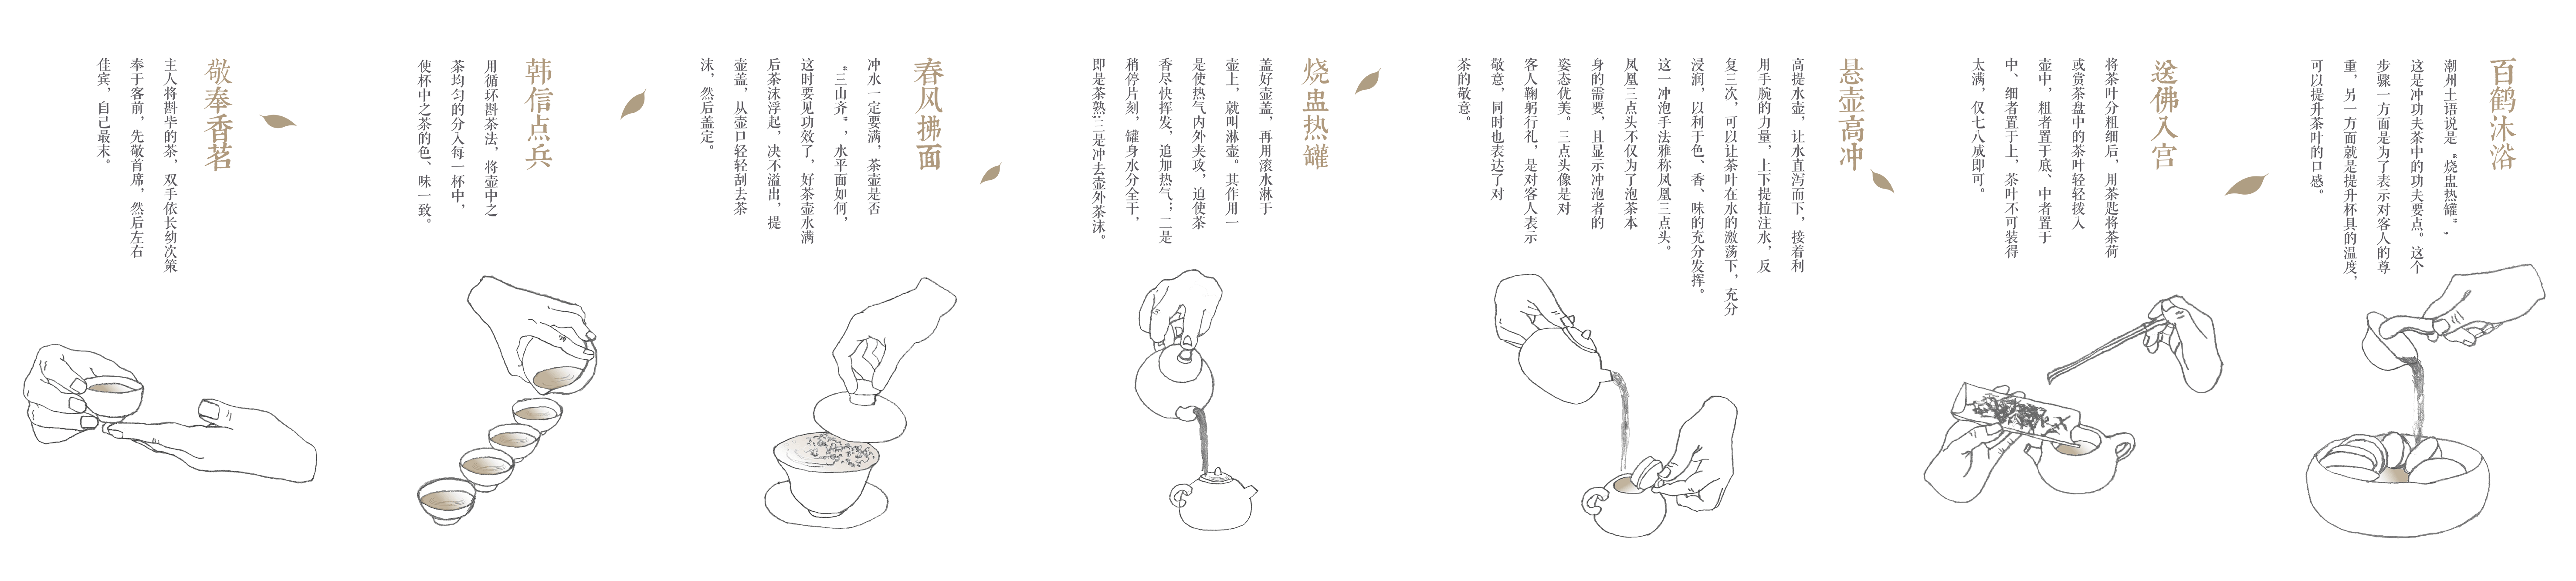 百鹤沐浴
潮州土语说是“烧盅热罐”,
这是冲功夫茶中的功夫要点。这个
步骤一方面是为了表示对客人的尊
重,另一方面就是提升杯具的温度,
可以提升茶叶的口感。
送佛入宫
将茶叶分粗细后,用茶匙将茶荷
或赏茶盘中的茶叶轻轻拨入
壶中,粗者置于底、中者置于
中、细者置于上,茶叶不可装得
太满,仅七八成即可。
悬壶高冲
高提水壶,让水直泻而下,接着利
用手腕的力量,上下提拉注水,反
复三次,可以让茶叶在水的激荡下,充分
浸润,以利于色、香、味的充分发挥。
这一冲泡手法雅称凤凰三点头。
凤凰三点头不仅为了泡茶本
身的需要,且显示冲泡者的
姿态优美。三点头像是对
客人鞠躬行礼,是对客人表示
敬意,同时也表达了对
茶的敬意。
烧盅热罐
盖好壶盖,再用滚水淋于
壶上,就叫淋壶。其作用一
是使热气内外夹攻,迫使茶
香尽快挥发,追加热气;二是
稍停片刻,罐身水分全干,
即是茶熟;三是冲去壶外茶沫。
春风拂面
冲水一定要满,茶壶是否
“三山齐”,水平面如何,
这时要见功效了,好茶壶水满
后茶沫浮起,决不溢出,提
壶盖,从壶口轻轻刮去茶
沫,然后盖定。
韩信点兵
用循环斟茶法,将壶中之
茶均匀的分入每一杯中,
使杯中之茶的色、味一致。
敬奉香茗
主人将斟毕的茶,双手依长幼次策
奉于客前,先敬首席,然后左右
佳宾,自己最末。